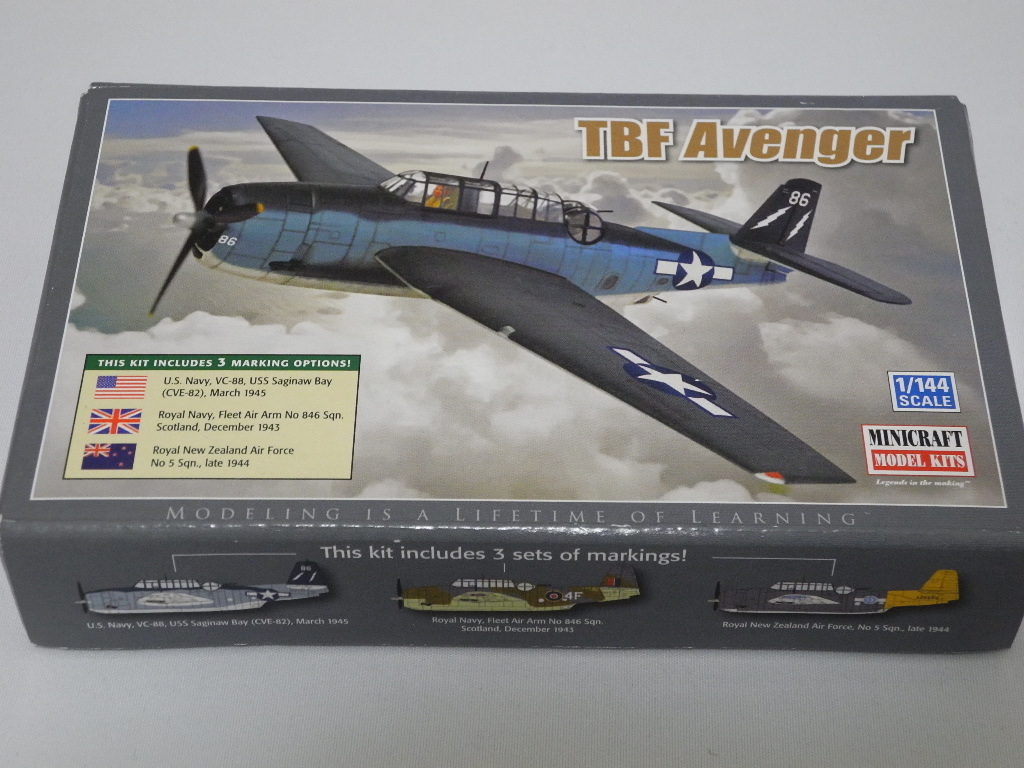 TBF Avenger
86
86
THIS KIT INCLUDES 3 MARKING OPTIONS!
U.S. Navy, VC-88, USS Saginaw Bay
(CVE-82), March 1945
Royal Navy, Fleet Air Arm No 846 Sqn.
Scotland, December 1943
Royal New Zealand Air Force
No 5 Sqn., late 1944
1/144
SCALE
MINICRAFT
MODEL KITS
Legends in the making™
MODELING IS A LIFETIME OF LEARNING™
This kit includes 3 sets of markings!
86
4F
U.S. Navy, VC-88, USS Saginaw Bay (CVE-82), March 1945
Royal Navy, Fleet Air Arm No 846 Sqn.
Scotland, December 1943
Royal New Zealand Air Force, No 5 Sqn., late 1944